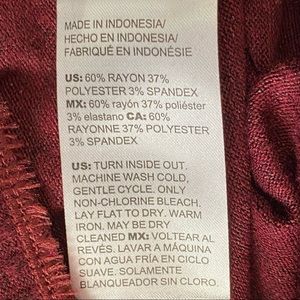 MADE IN INDONESIA/
HECHO EN INDONESIA/
FABRIQUÉ EN INDONÉSIE
US: 60% RAYON 37%
POLYESTER 3% SPANDEX
MX: 60% rayón 37% poliéster
3% elastano CA: 60%
RAYONNE 37% POLYESTER
3% SPANDEX
US: TURN INSIDE OUT.
MACHINE WASH COLD,
GENTLE CYCLE. ONLY
NON-CHLORINE BLEACH.
LAY FLAT TO DRY. WARM
IRON. MAY BE DRY
CLEANED MX: VOLTEAR AL
REVÉS. LAVAR A MÁQUINA
CON AGUA FRÍA EN CICLO
SUAVE. SOLAMENTE
BLANQUEADOR SIN CLORO.